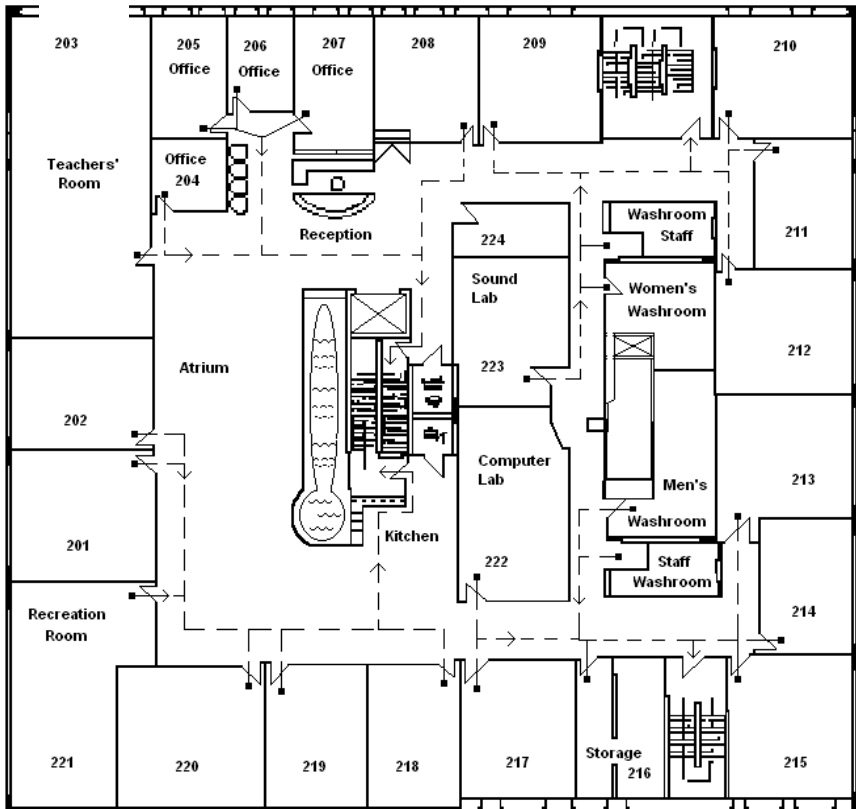 203
205
Office
206
Office
207
Office
208
209
210
Teachers'
Room
Office
204
Reception
224
Washroom
Staff
211
Sound
Lab
223
Women's
Washroom
212
Atrium
202
Computer
Lab
222
Men's
Washroom
213
201
Kitchen
Staff
Washroom
214
Recreation
Room
221
220
219
218
217
Storage
216
215